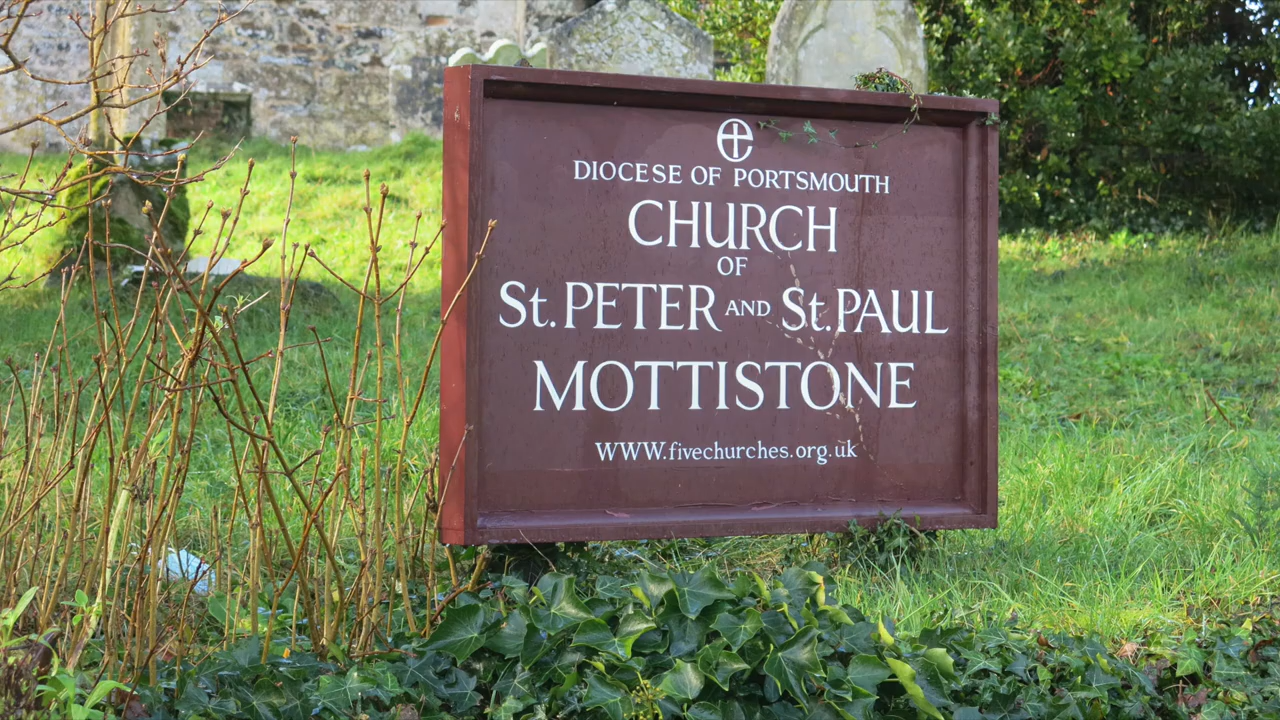 DIOCESE OF PORTSMOUTH
CHURCH
OF
St. PETER AND St. PAUL
MOTTISTONE
WWW.fivechurches.org.uk